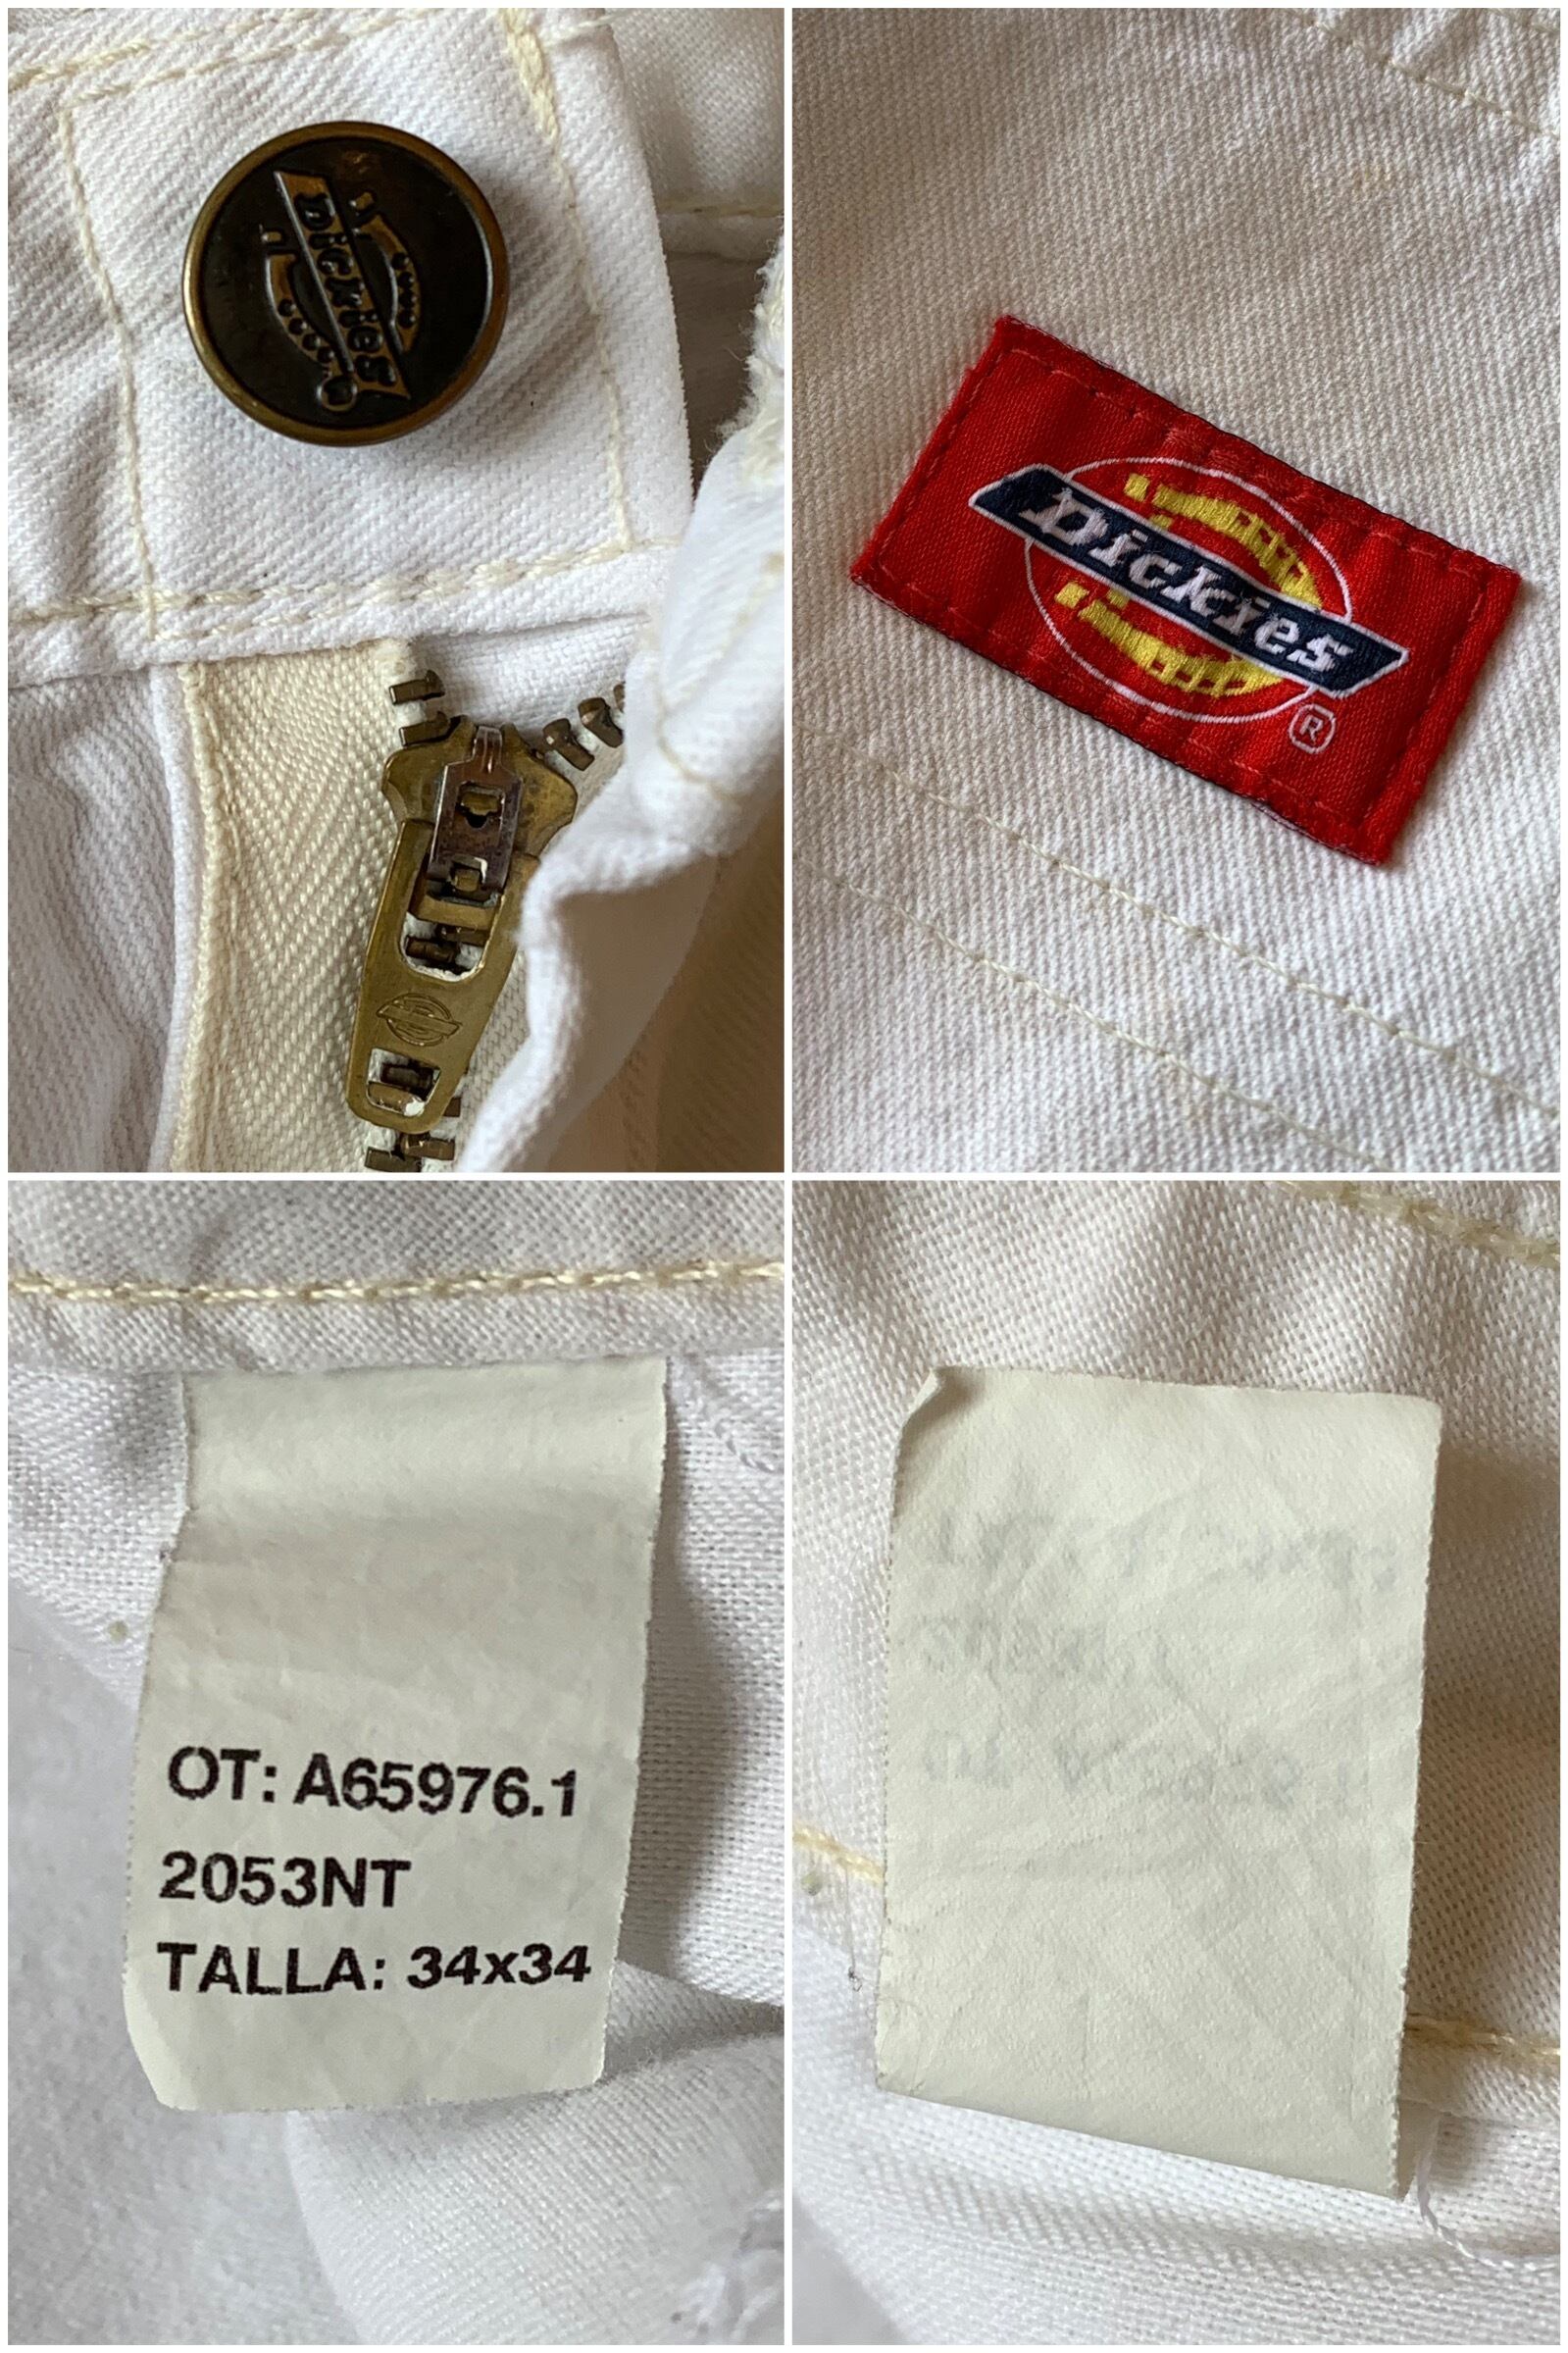 Dickies
Dickies
®
OT: A65976.1
2053NT
TALLA: 34x34